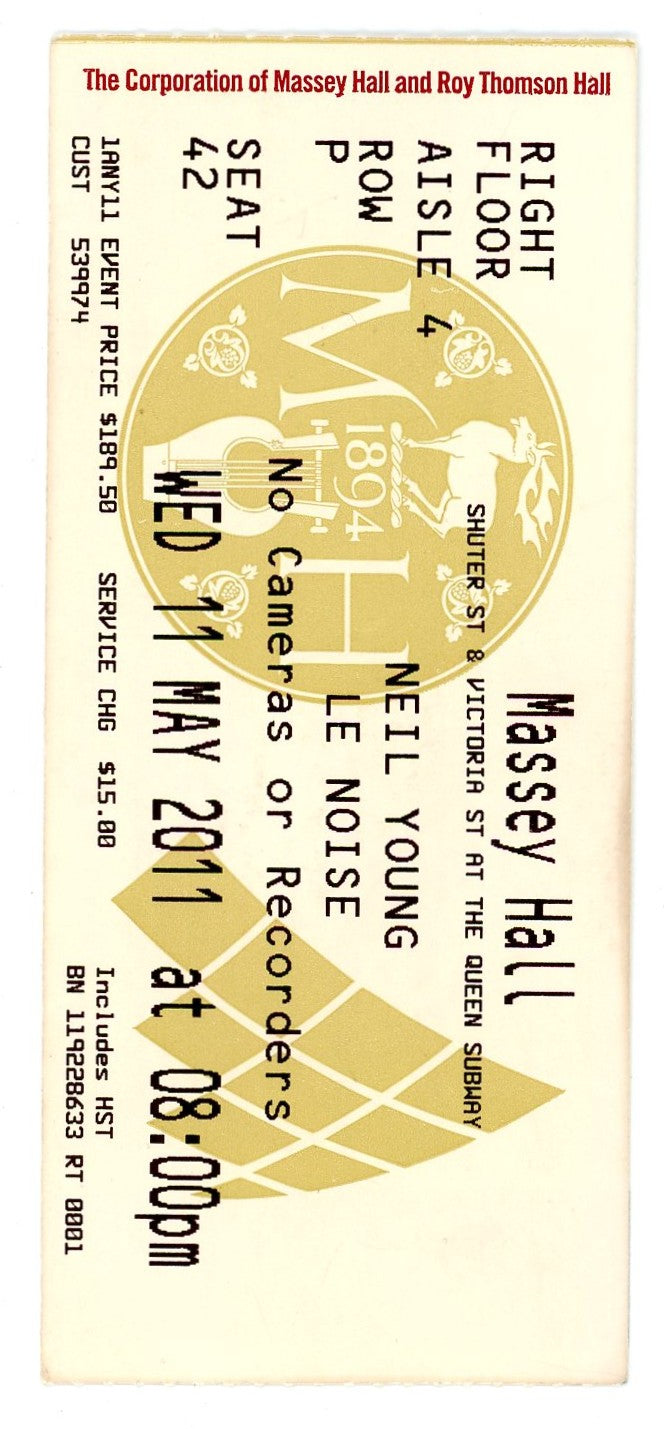 The Corporation of Massey Hall and Roy Thomson Hall
RIGHT
FLOOR
AISLE 4
ROW
P
SEAT
42
M
1894
H
Massey Hall
SHUTER ST & VICTORIA ST AT THE QUEEN SUBWAY
NEIL YOUNG
LE NOISE
No Cameras or Recorders
WED 11 MAY 2011 at 08:00pm
IANY11 EVENT PRICE $189.50 SERVICE CHG $15.00 Includes HST
CUST 539974 BN 119228633 RT 0001